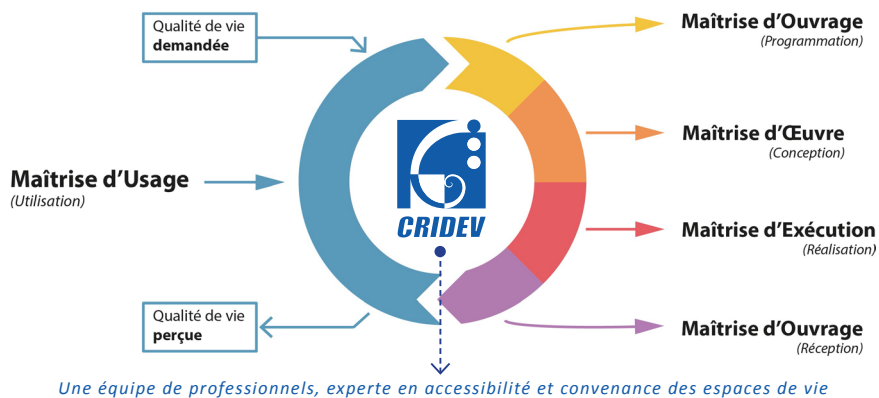 Qualité de vie
demandée
Maîtrise d'Ouvrage
(Programmation)
Maîtrise d'Œuvre
(Conception)
Maîtrise d'Usage
(Utilisation)
CRIDEV
Maîtrise d'Exécution
(Réalisation)
Qualité de vie
perçue
Maîtrise d'Ouvrage
(Réception)
Une équipe de professionnels, experte en accessibilité et convenance des espaces de vie